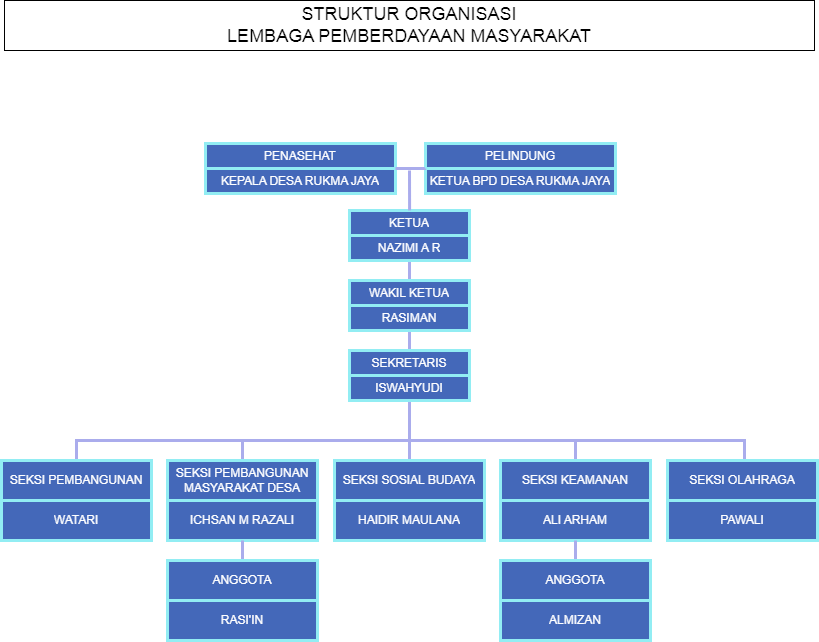 STRUKTUR ORGANISASI
LEMBAGA PEMBERDAYAAN MASYARAKAT
PENASEHAT
KEPALA DESA RUKMA JAYA
PELINDUNG
KETUA BPD DESA RUKMA JAYA
KETUA
NAZIMI A R
WAKIL KETUA
RASIMAN
SEKRETARIS
ISWAHYUDI
SEKSI PEMBANGUNAN
WATARI
SEKSI PEMBANGUNAN
MASYARAKAT DESA
ICHSAN M RAZALI
SEKSI SOSIAL BUDAYA
HAIDIR MAULANA
SEKSI KEAMANAN
ALI ARHAM
SEKSI OLAHRAGA
PAWALI
ANGGOTA
RASI'IN
ANGGOTA
ALMIZAN